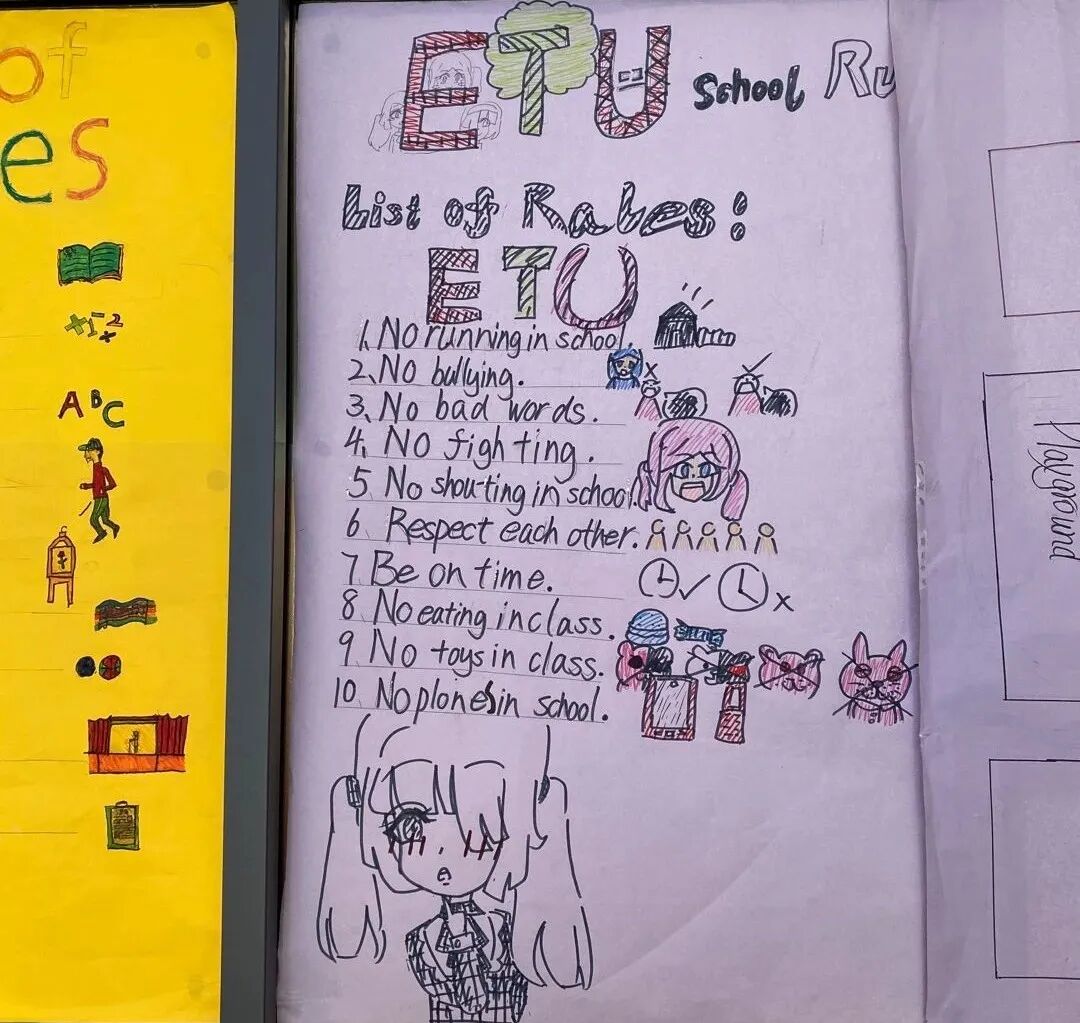 of
es
+ - 2
x
A B C
ETU School Ru
List of Rules:
ETU
1. No running in school.
2. No bullying.
3. No bad words.
4. No fighting.
5 No shouting in school.
6. Respect each other.
7 Be on time.
8 No eating in class.
9. No toys in class.
10. No plones in school.
Playground